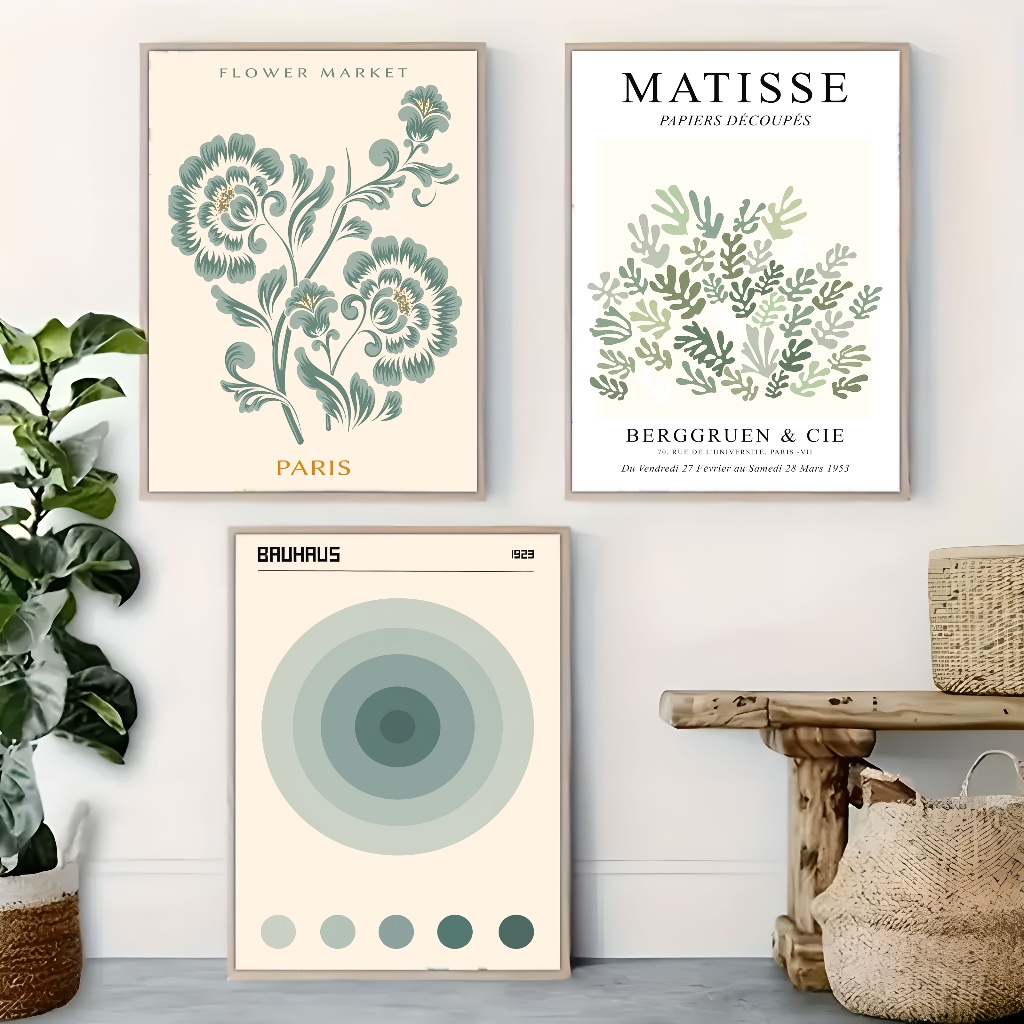 FLOWER MARKET
PARIS
MATISSE
PAPIERS DÉCOUPÉS
BERGGRUEN & CIE
70, RUE DE L'UNIVERSITÉ, PARIS -VII
Du Vendredi 27 Février au Samedi 28 Mars 1953
BAUHAUS 1923